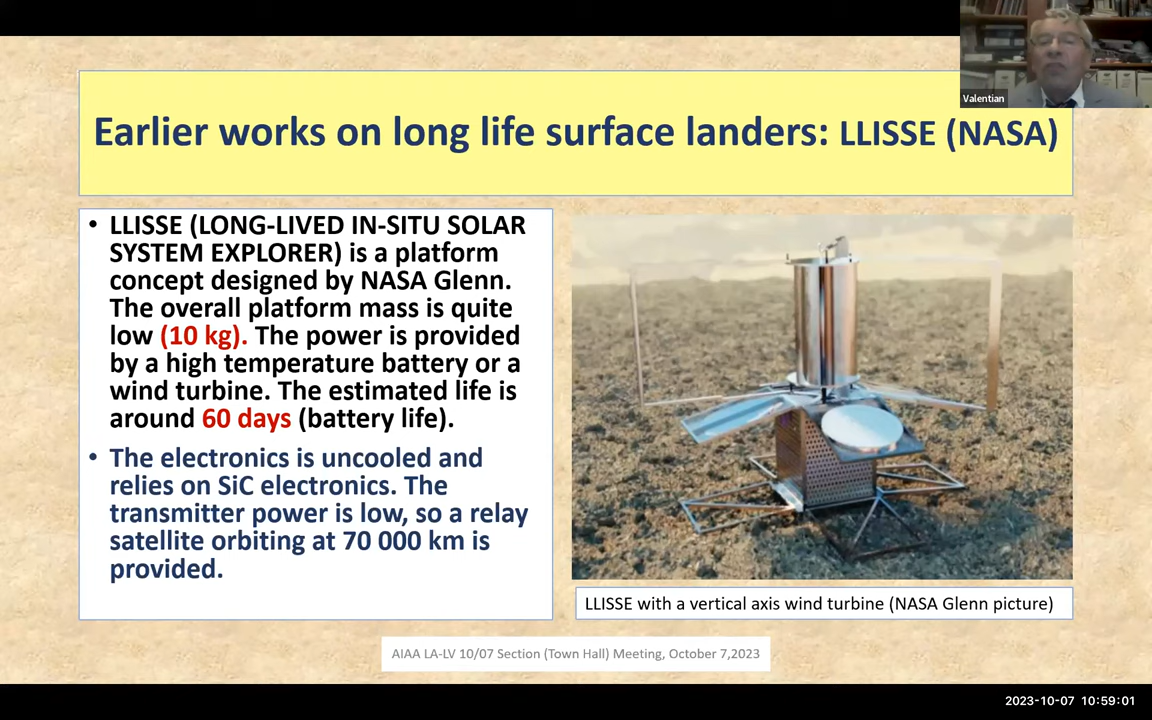 Valentian
Earlier works on long life surface landers: LLISSE (NASA)
• LLISSE (LONG-LIVED IN-SITU SOLAR
SYSTEM EXPLORER) is a platform
concept designed by NASA Glenn.
The overall platform mass is quite
low (10 kg). The power is provided
by a high temperature battery or a
wind turbine. The estimated life is
around 60 days (battery life).
• The electronics is uncooled and
relies on SiC electronics. The
transmitter power is low, so a relay
satellite orbiting at 70 000 km is
provided.
LLISSE with a vertical axis wind turbine (NASA Glenn picture)
AIAA LA-LV 10/07 Section (Town Hall) Meeting, October 7,2023
2023-10-07 10:59:01